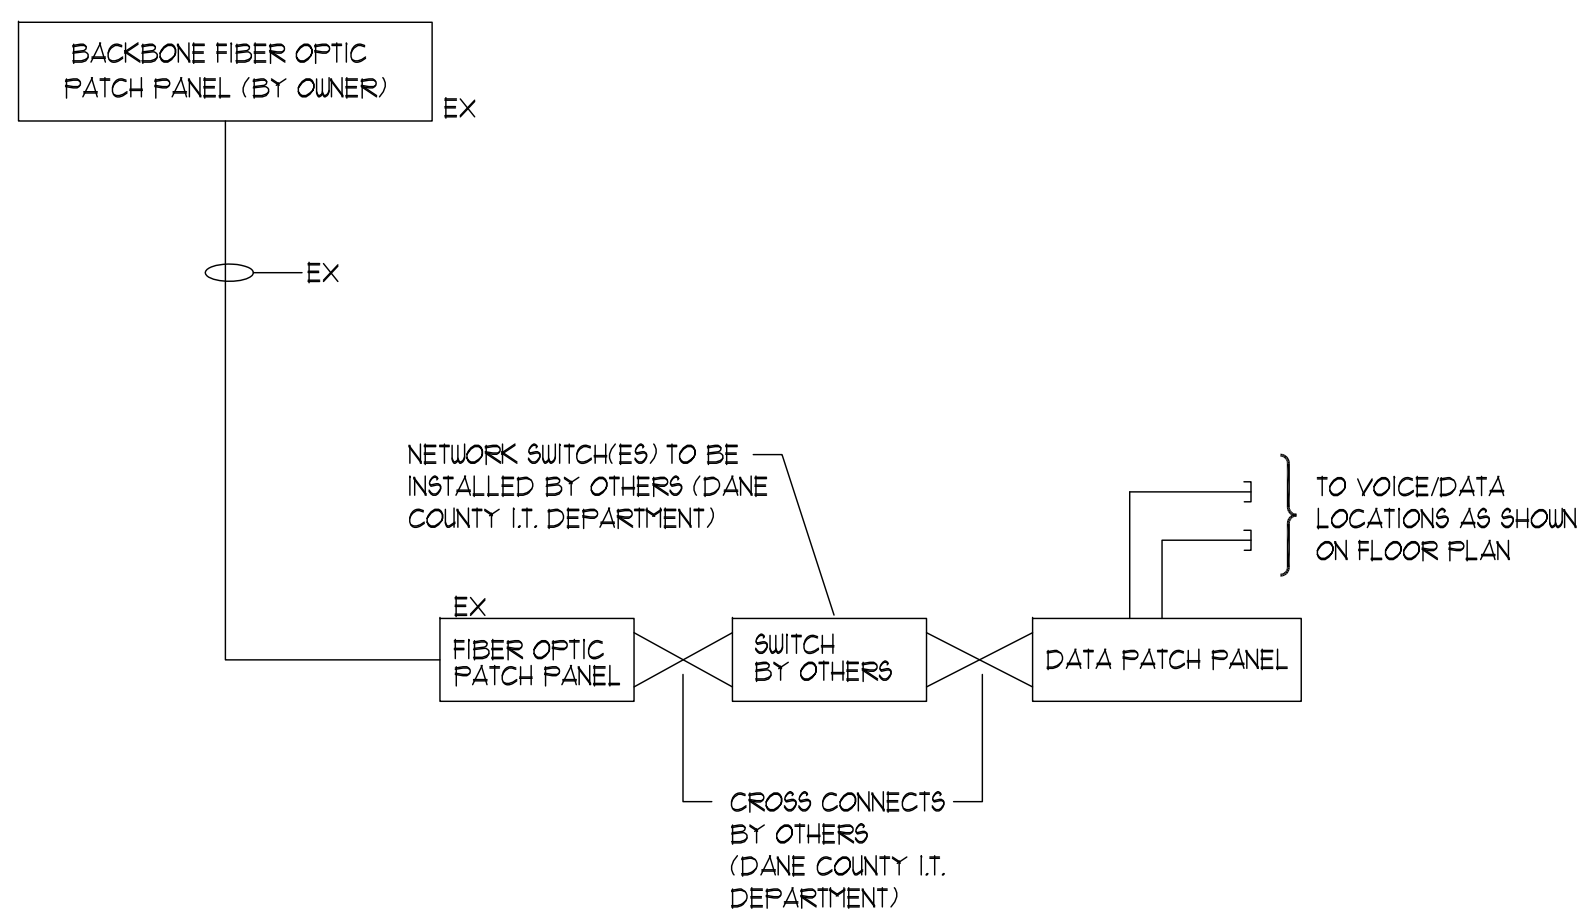 BACKBONE FIBER OPTIC
PATCH PANEL (BY OWNER)
EX
EX
NETWORK SWITCH(ES) TO BE
INSTALLED BY OTHERS (DANE
COUNTY I.T. DEPARTMENT)
TO VOICE/DATA
LOCATIONS AS SHOWN
ON FLOOR PLAN
EX
FIBER OPTIC
PATCH PANEL
SWITCH
BY OTHERS
DATA PATCH PANEL
CROSS CONNECTS
BY OTHERS
(DANE COUNTY I.T.
DEPARTMENT)